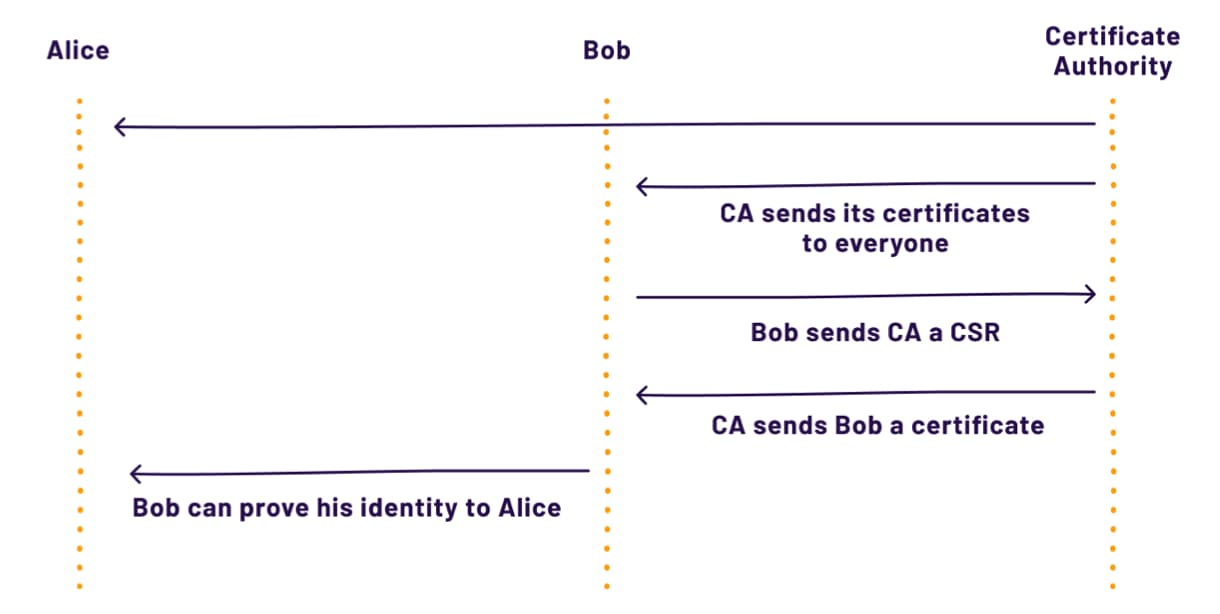 Alice
Bob
Certificate
Authority
CA sends its certificates
to everyone
Bob sends CA a CSR
CA sends Bob a certificate
Bob can prove his identity to Alice